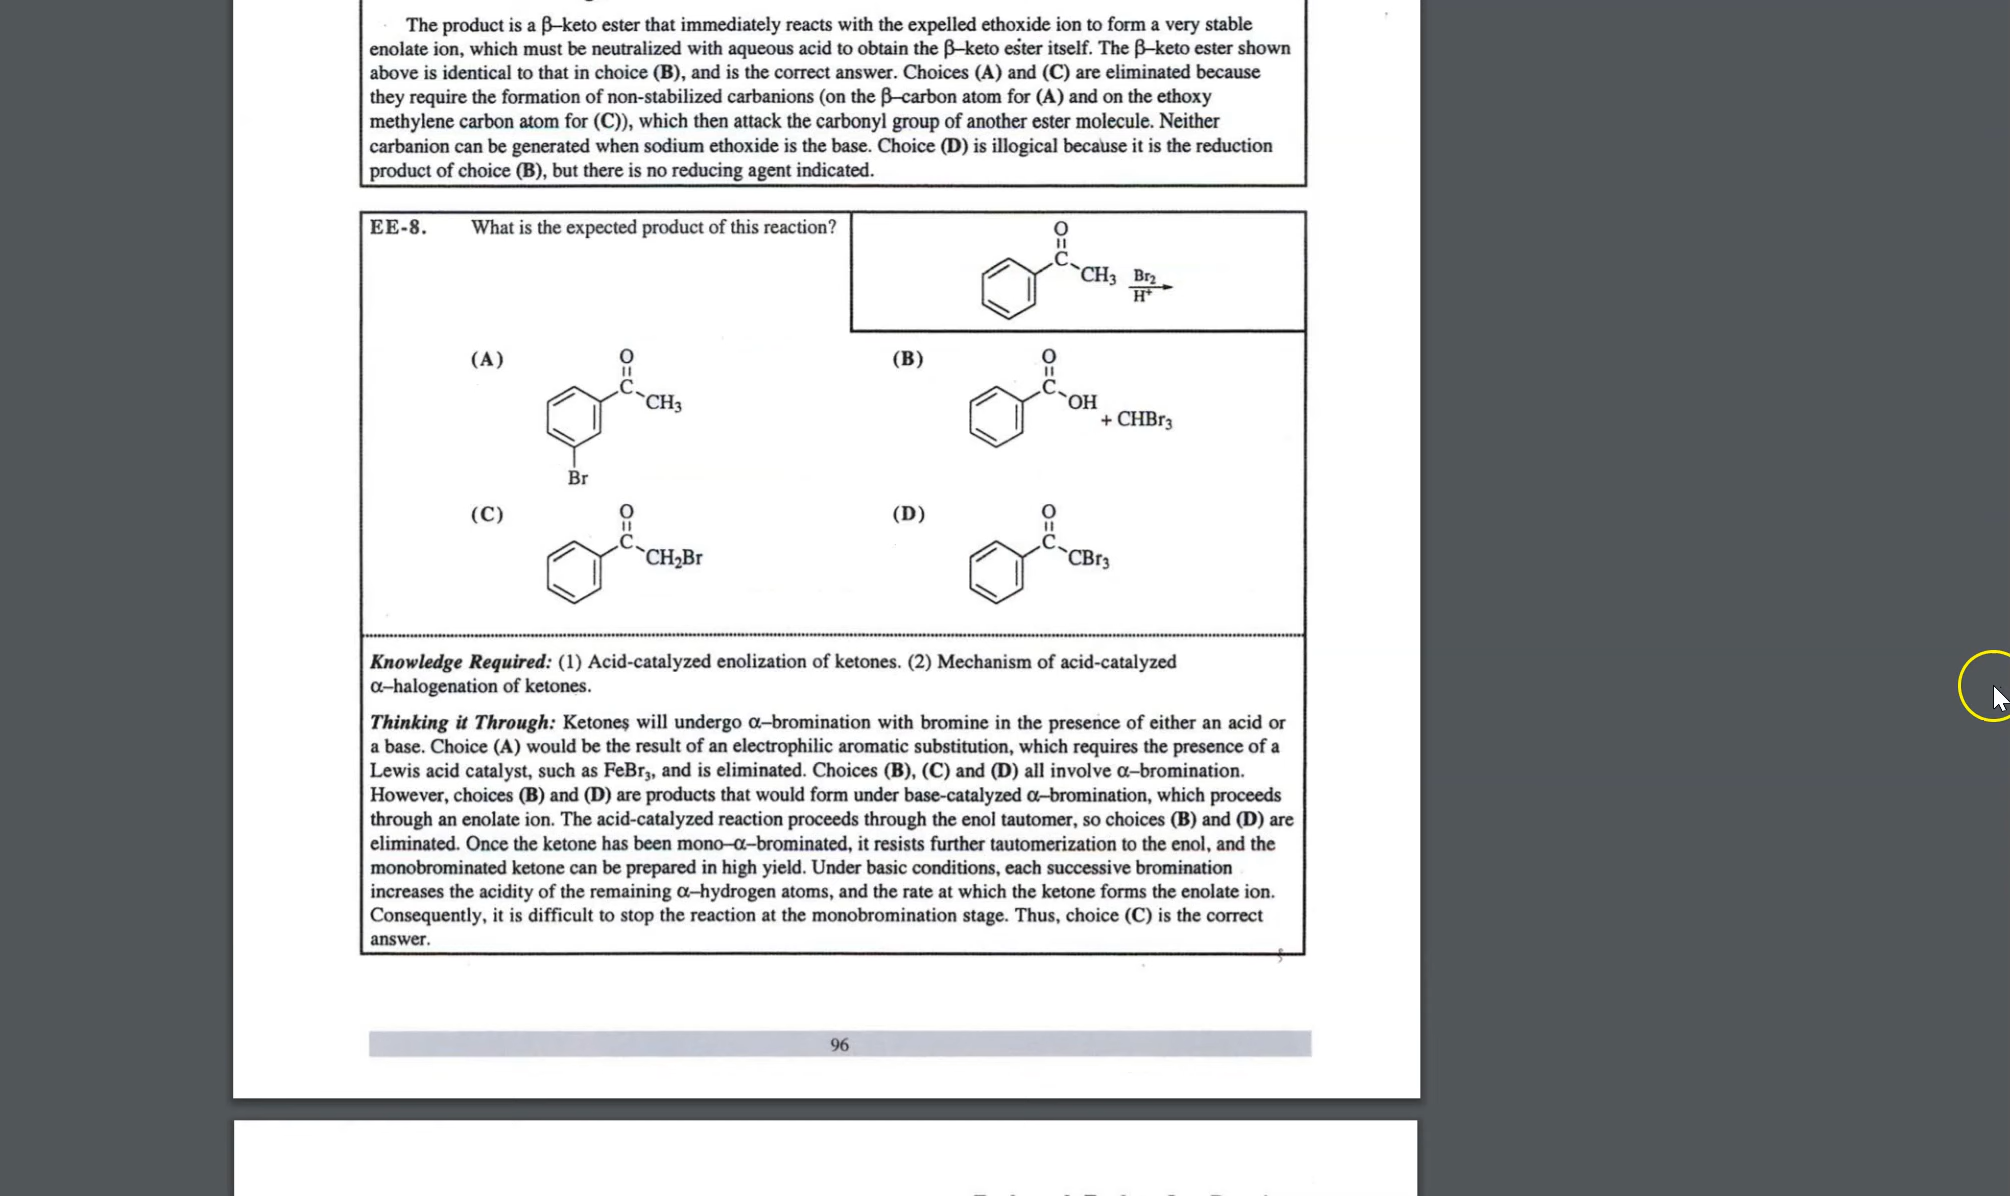 The product is a β–keto ester that immediately reacts with the expelled ethoxide ion to form a very stable
enolate ion, which must be neutralized with aqueous acid to obtain the β–keto ester itself. The β–keto ester shown
above is identical to that in choice (B), and is the correct answer. Choices (A) and (C) are eliminated because
they require the formation of non-stabilized carbanions (on the β–carbon atom for (A) and on the ethoxy
methylene carbon atom for (C)), which then attack the carbonyl group of another ester molecule. Neither
carbanion can be generated when sodium ethoxide is the base. Choice (D) is illogical because it is the reduction
product of choice (B), but there is no reducing agent indicated.
EE-8. What is the expected product of this reaction?
O
C
CH₃ Br₂
H⁺
(A)
O
C
CH₃
Br
(B)
O
C
OH
+ CHBr₃
(C)
O
C
CH₂Br
(D)
O
C
CBr₃
Knowledge Required: (1) Acid-catalyzed enolization of ketones. (2) Mechanism of acid-catalyzed
α–halogenation of ketones.
Thinking it Through: Ketones will undergo α–bromination with bromine in the presence of either an acid or
a base. Choice (A) would be the result of an electrophilic aromatic substitution, which requires the presence of a
Lewis acid catalyst, such as FeBr₃, and is eliminated. Choices (B), (C) and (D) all involve α–bromination.
However, choices (B) and (D) are products that would form under base-catalyzed α–bromination, which proceeds
through an enolate ion. The acid-catalyzed reaction proceeds through the enol tautomer, so choices (B) and (D) are
eliminated. Once the ketone has been mono–α–brominated, it resists further tautomerization to the enol, and the
monobrominated ketone can be prepared in high yield. Under basic conditions, each successive bromination
increases the acidity of the remaining α–hydrogen atoms, and the rate at which the ketone forms the enolate ion.
Consequently, it is difficult to stop the reaction at the monobromination stage. Thus, choice (C) is the correct
answer.
96